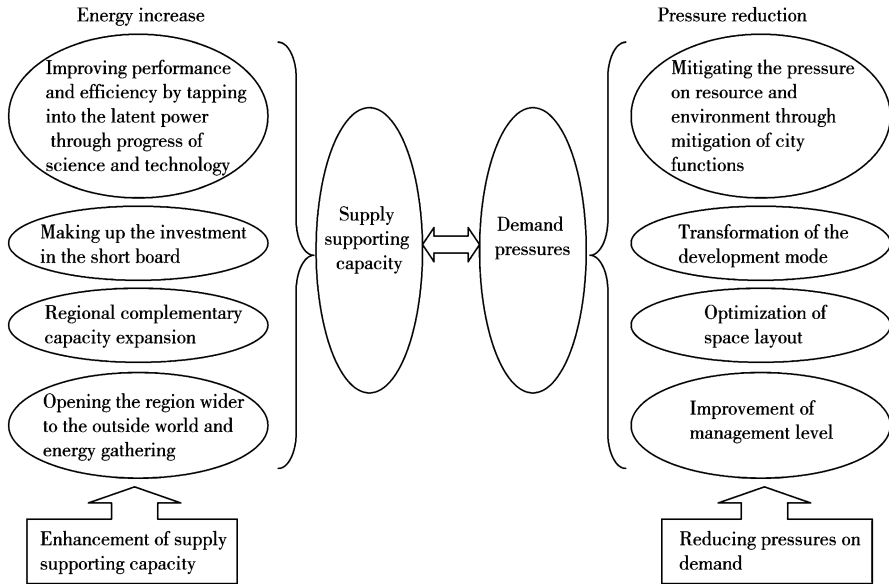 Energy increase
Improving performance
and efficiency by tapping
into the latent power
through progress of
science and technology
Making up the investment
in the short board
Regional complementary
capacity expansion
Opening the region wider
to the outside world and
energy gathering
Enhancement of supply
supporting capacity
Supply
supporting
capacity
Demand
pressures
Pressure reduction
Mitigating the pressure
on resource and
environment through
mitigation of city
functions
Transformation of the
development mode
Optimization of
space layout
Improvement of
management level
Reducing pressures on
demand